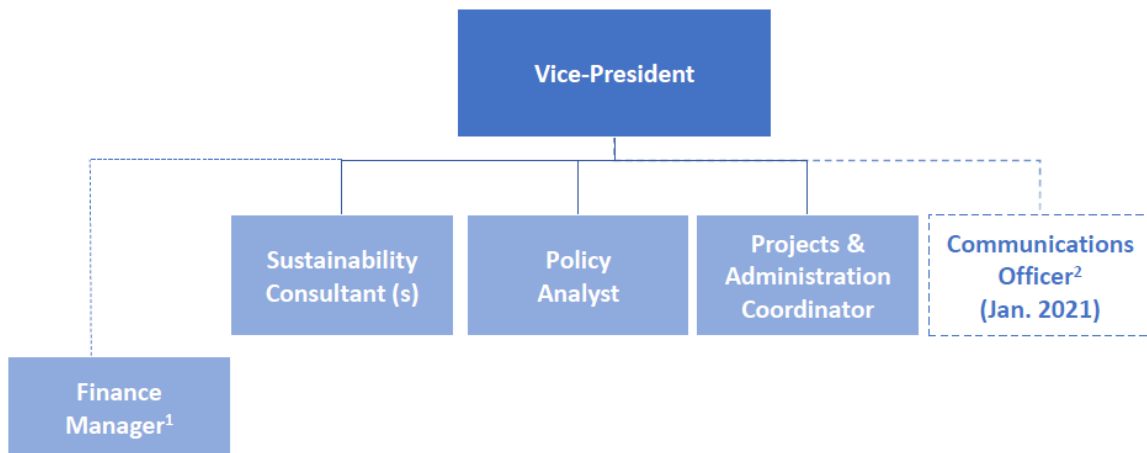 Vice-President
Sustainability
Consultant (s)
Policy
Analyst
Projects &
Administration
Coordinator
Communications
Officer²
(Jan. 2021)
Finance
Manager¹